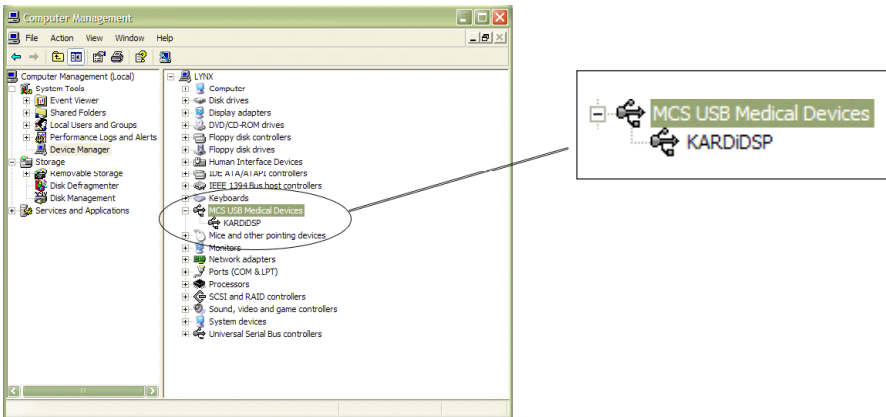 Computer Management
File Action View Window Help
Computer Management (Local)
System Tools
Event Viewer
Shared Folders
Local Users and Groups
Performance Logs and Alerts
Device Manager
Storage
Removable Storage
Disk Defragmenter
Disk Management
Services and Applications
LYNX
Computer
Disk drives
Display adapters
DVD/CD-ROM drives
Floppy disk controllers
Floppy disk drives
Human Interface Devices
IDE ATA/ATAPI controllers
IEEE 1394 Bus host controllers
Keyboards
MCS USB Medical Devices
KARDiDSP
Mice and other pointing devices
Monitors
Network adapters
Ports (COM & LPT)
Processors
SCSI and RAID controllers
Sound, video and game controllers
System devices
Universal Serial Bus controllers
MCS USB Medical Devices
KARDiDSP